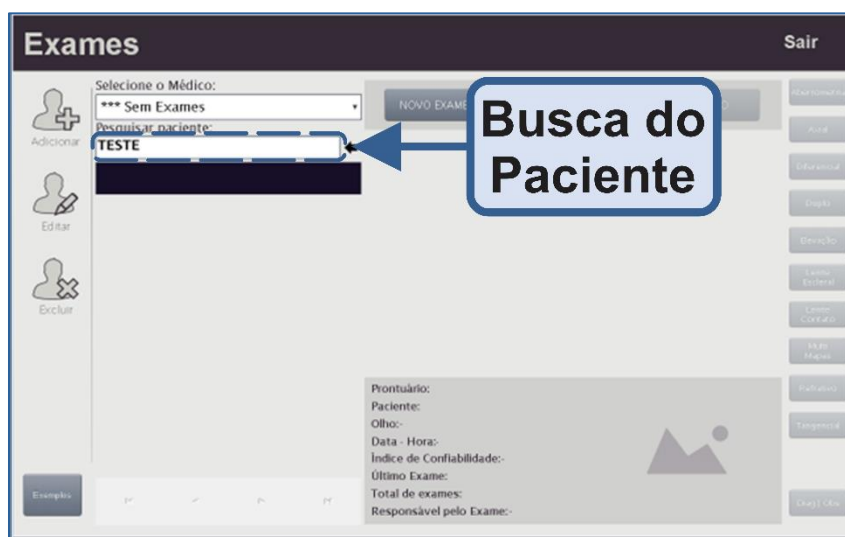 Exames
Sair
Selecione o Médico:
*** Sem Exames
NOVO EXAME
Pesquisar paciente:
TESTE
Busca do
Paciente
Adicionar
Editar
Excluir
Axial
Diferencial
Duplo
Elevação
Lente
Escleral
Lente
Contato
Multi
Mapas
Refrativo
Tangencial
Prontuário:
Paciente:
Olho:-
Data - Hora:-
Índice de Confiabilidade:-
Último Exame:
Total de exames:
Responsável pelo Exame:-
Exemplos